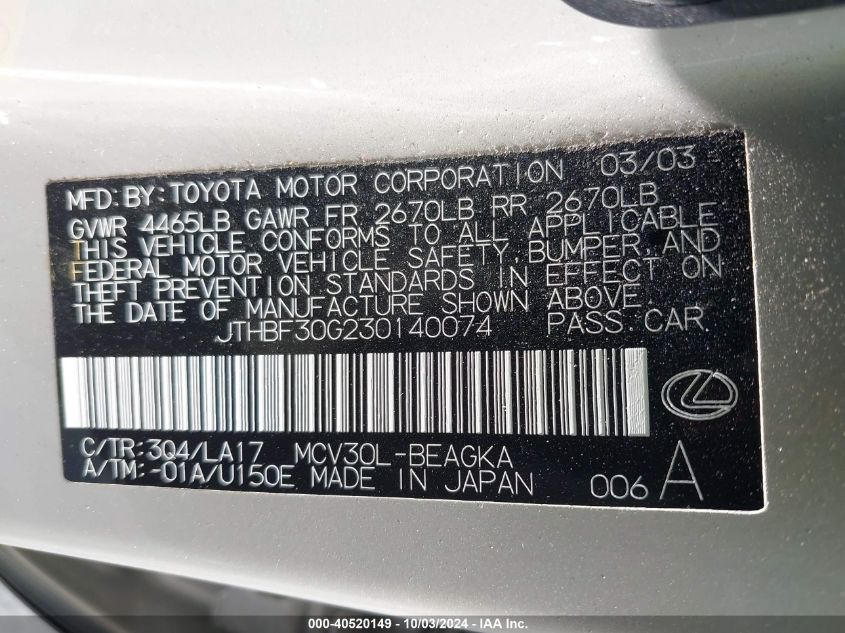 MFD. BY: TOYOTA MOTOR CORPORATION 03/03
GVWR 4465LB GAWR FR 2670LB RR 2670LB
THIS VEHICLE CONFORMS TO ALL APPLICABLE
FEDERAL MOTOR VEHICLE SAFETY, BUMPER, AND
THEFT PREVENTION STANDARDS IN EFFECT ON
THE DATE OF MANUFACTURE SHOWN ABOVE.
JTHBF30G230140074 PASS. CAR
C/TR: 3Q4/LA17 MCV30L-BEAGKA
A/TM: -01A/U150E MADE IN JAPAN
006 A
000-40520149 - 10/03/2024 - IAA Inc.